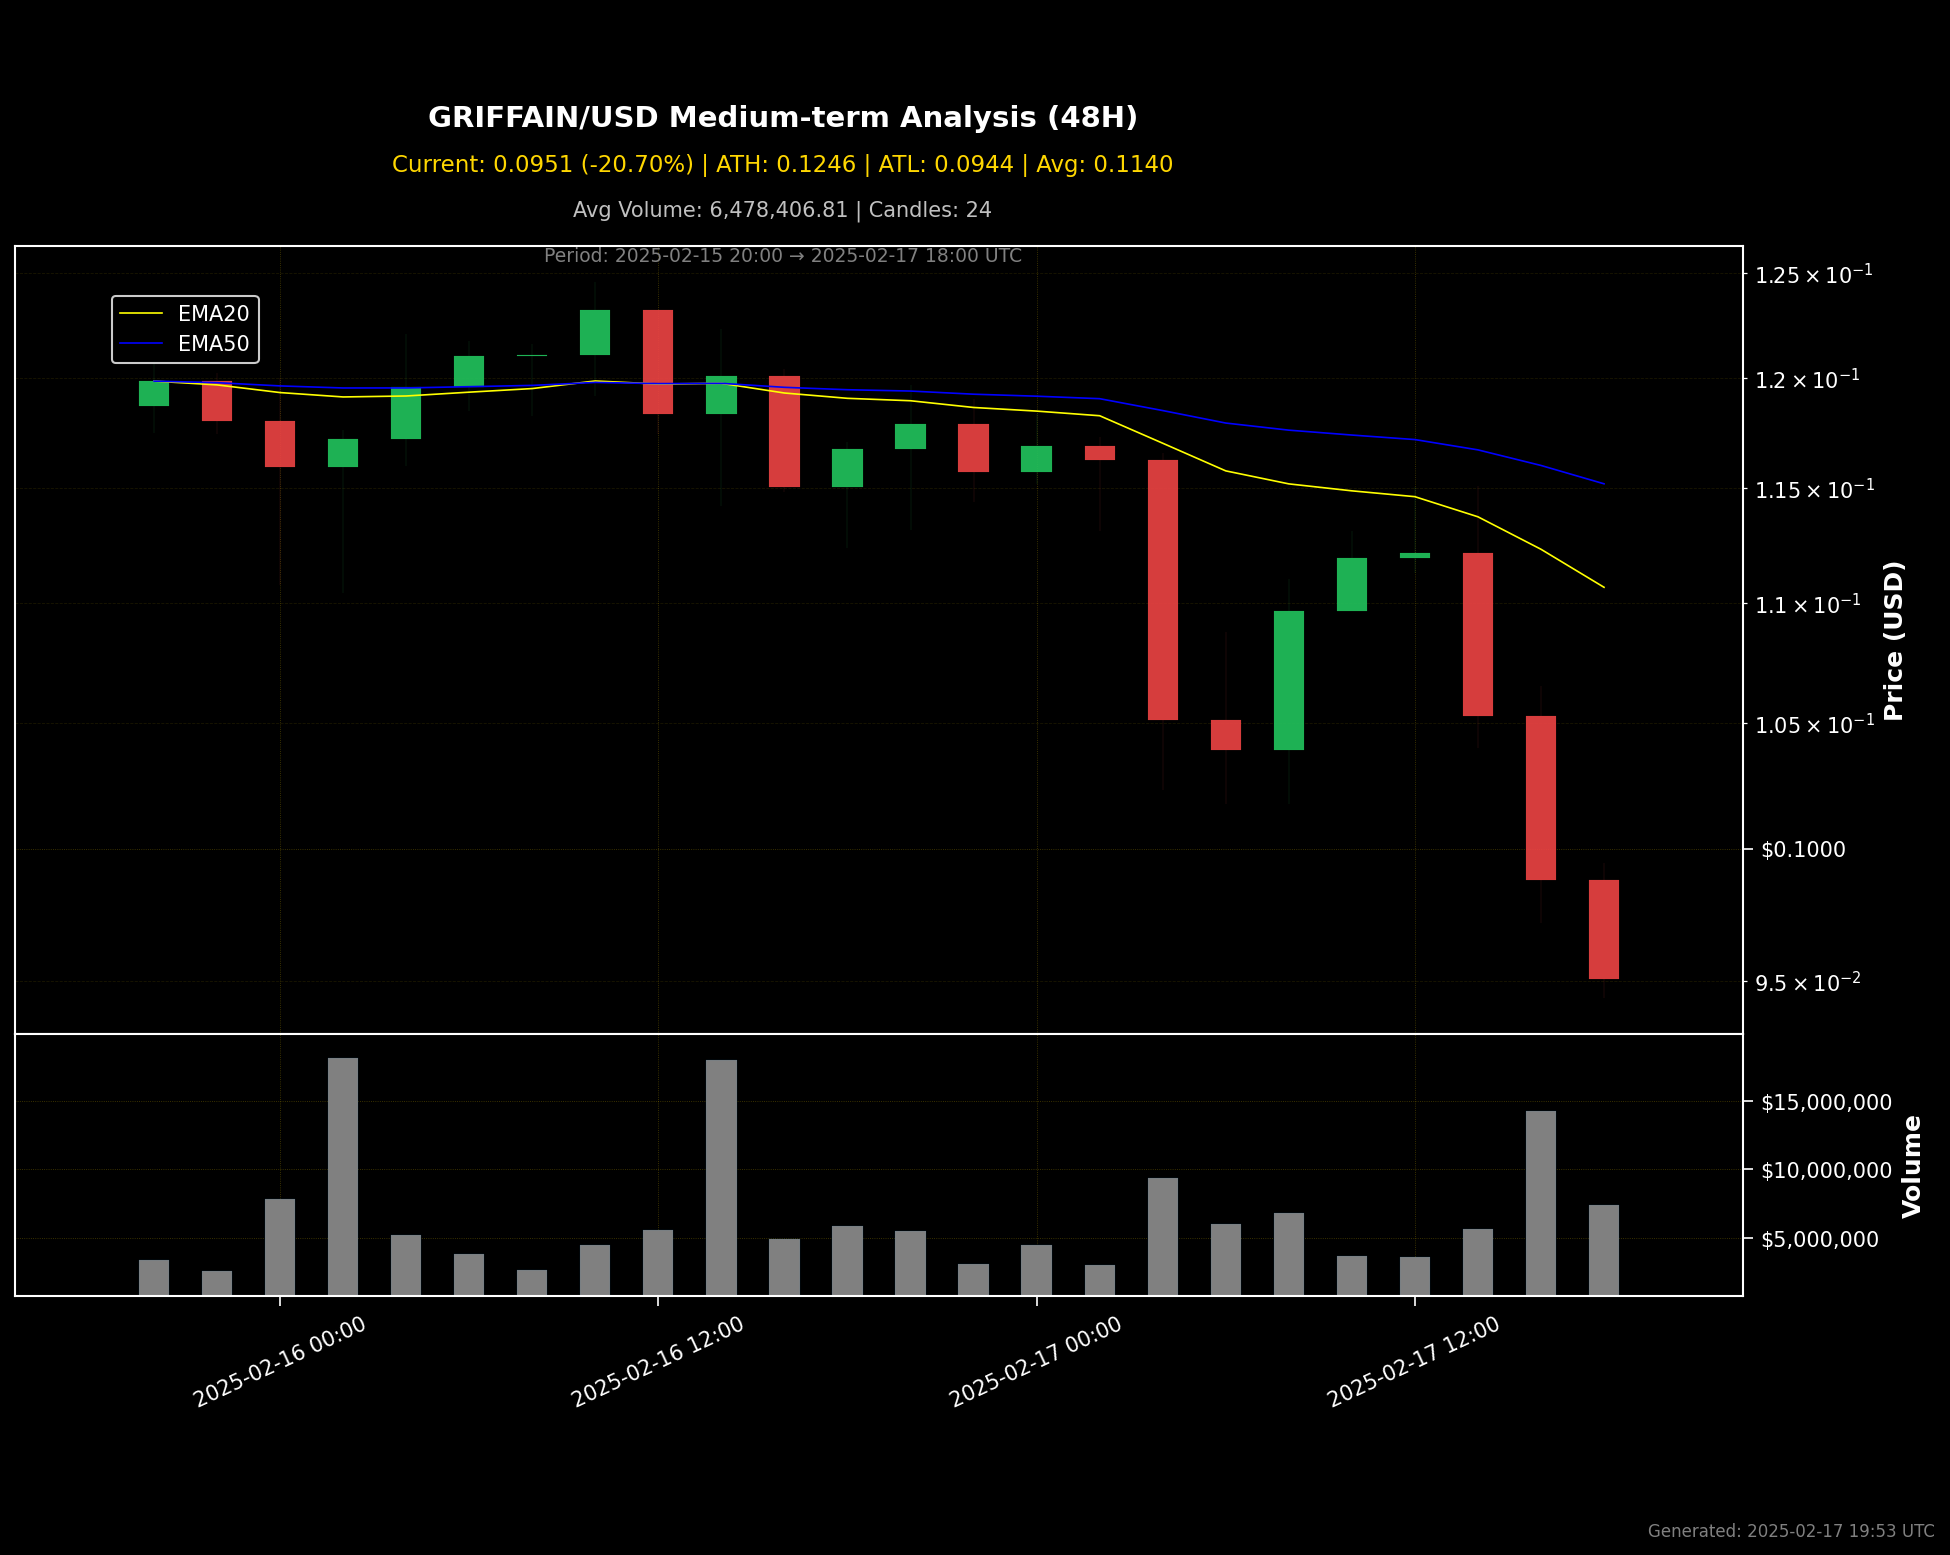 GRIFFAIN/USD Medium-term Analysis (48H)
Current: 0.0951 (-20.70%) | ATH: 0.1246 | ATL: 0.0944 | Avg: 0.1140
Avg Volume: 6,478,406.81 | Candles: 24
Period: 2025-02-15 20:00 → 2025-02-17 18:00 UTC
EMA20
EMA50
1.25 × 10⁻¹
1.2 × 10⁻¹
1.15 × 10⁻¹
1.1 × 10⁻¹
1.05 × 10⁻¹
$0.1000
9.5 × 10⁻²
Price (USD)
$15,000,000
$10,000,000
$5,000,000
Volume
2025-02-16 00:00
2025-02-16 12:00
2025-02-17 00:00
2025-02-17 12:00
Generated: 2025-02-17 19:53 UTC